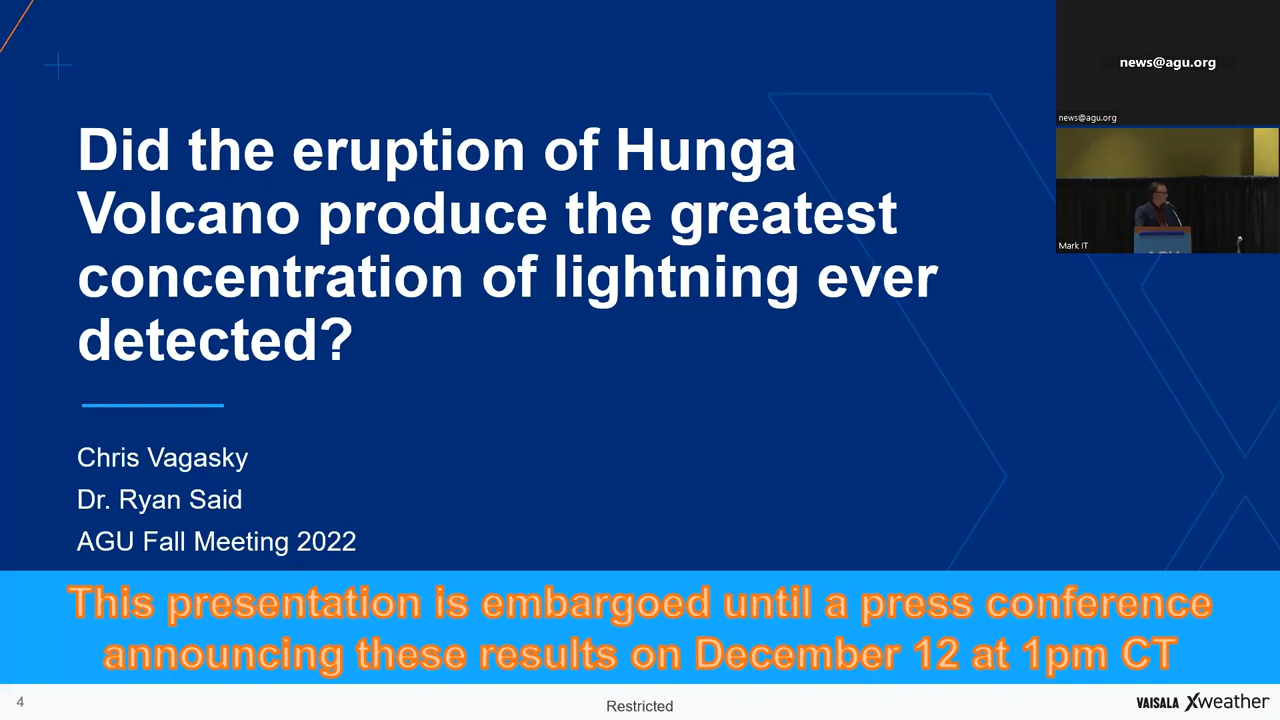 Did the eruption of Hunga
Volcano produce the greatest
concentration of lightning ever
detected?
Chris Vagasky
Dr. Ryan Said
AGU Fall Meeting 2022
This presentation is embargoed until a press conference
announcing these results on December 12 at 1pm CT
4
Restricted
VAISALA Xweather
news@agu.org
news@agu.org
Mark IT